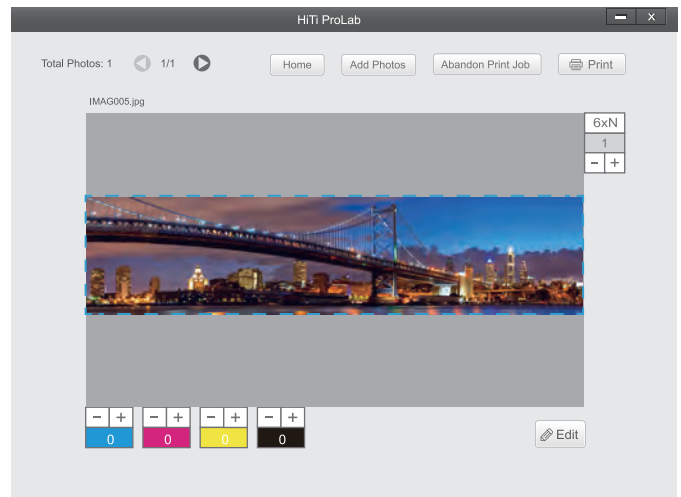 HiTi ProLab
x
Total Photos: 1
1/1
Home
Add Photos
Abandon Print Job
Print
IMAG005.jpg
6xN
1
- +
- +
- +
- +
- +
0
0
0
0
Edit